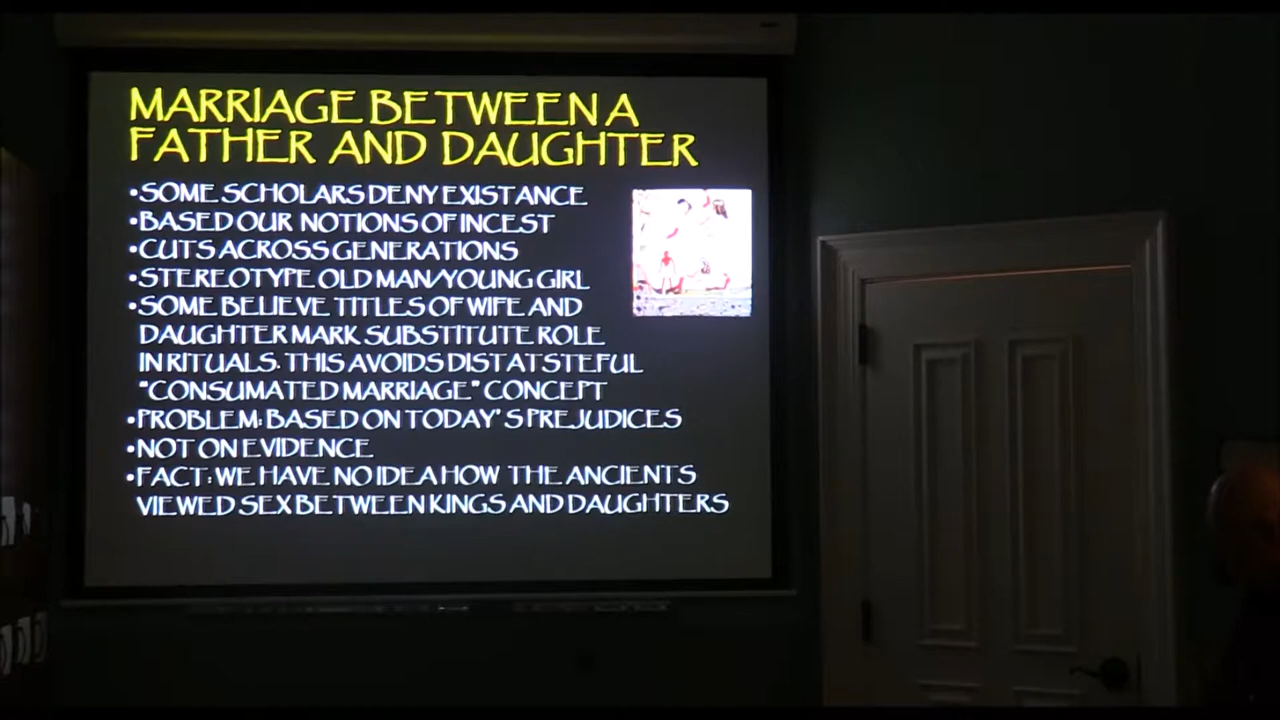 MARRIAGE BETWEEN A
FATHER AND DAUGHTER
•SOME SCHOLARS DENY EXISTANCE
•BASED OUR NOTIONS OF INCEST
•CUTS ACROSS GENERATIONS
•STEREOTYPE OLD MAN/YOUNG GIRL
•SOME BELIEVE TITLES OF WIFE AND
DAUGHTER MARK SUBSTITUTE ROLE
IN RITUALS. THIS AVOIDS DISTATSTEFUL
"CONSUMATED MARRIAGE" CONCEPT
•PROBLEM: BASED ON TODAY'S PREJUDICES
•NOT ON EVIDENCE
•FACT: WE HAVE NO IDEA HOW THE ANCIENTS
VIEWED SEX BETWEEN KINGS AND DAUGHTERS